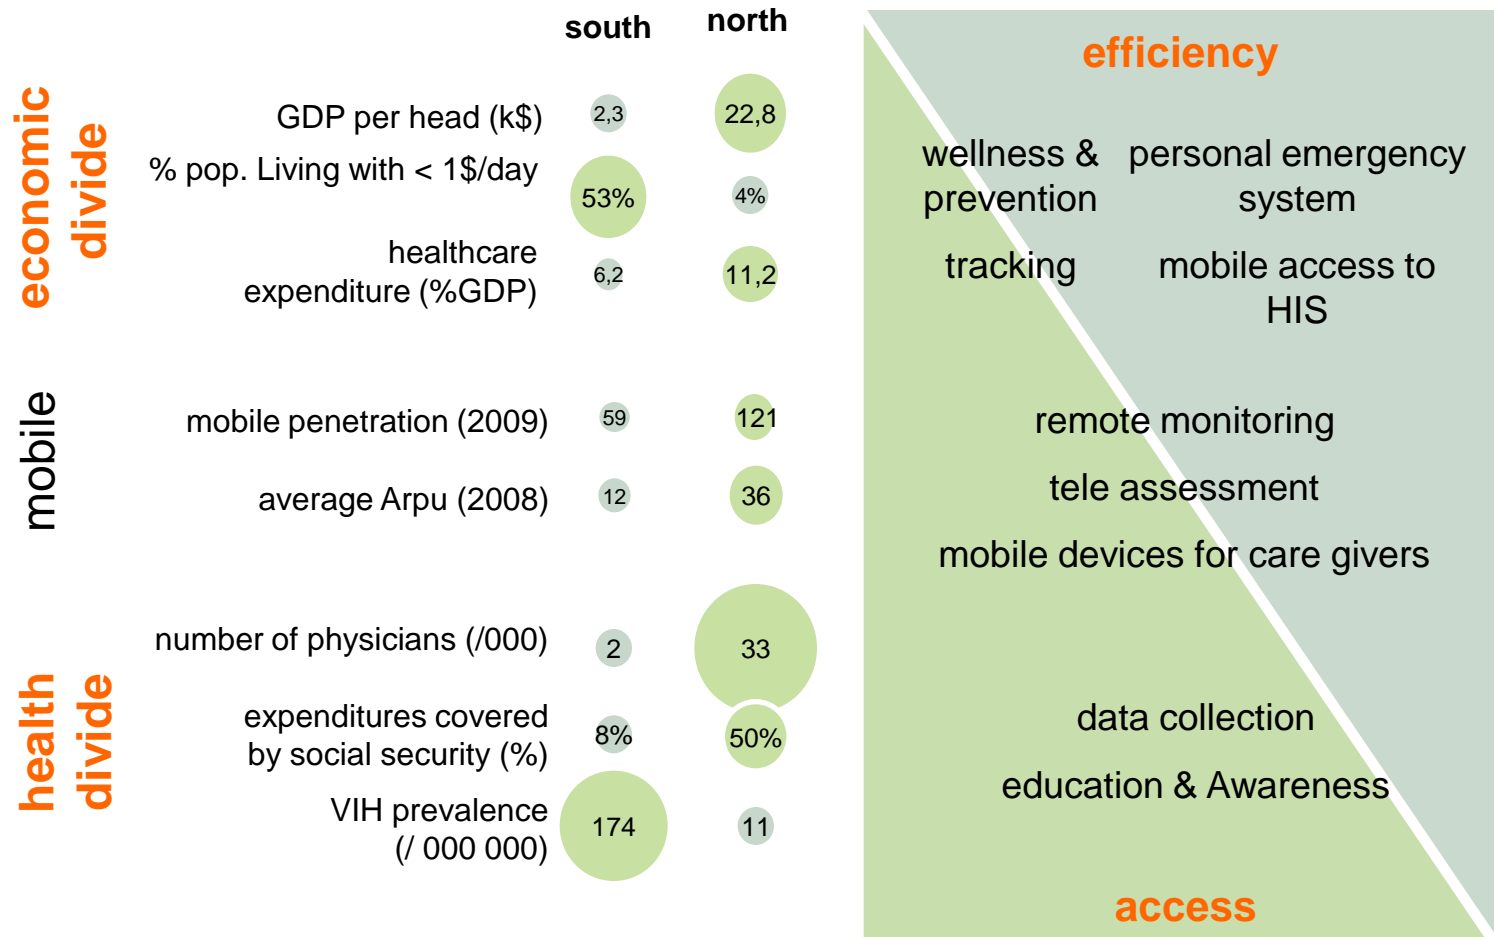 south north
economic
divide
GDP per head (k$) 2,3 22,8
% pop. Living with < 1$/day
53% 4%
healthcare
expenditure (%GDP) 6,2 11,2
mobile
mobile penetration (2009) 59 121
average Arpu (2008) 12 36
health
divide
number of physicians (/000) 2 33
expenditures covered
by social security (%) 8% 50%
VIH prevalence
(/ 000 000) 174 11
efficiency
wellness &
prevention
personal emergency
system
tracking
mobile access to
HIS
remote monitoring
tele assessment
mobile devices for care givers
data collection
education & Awareness
access